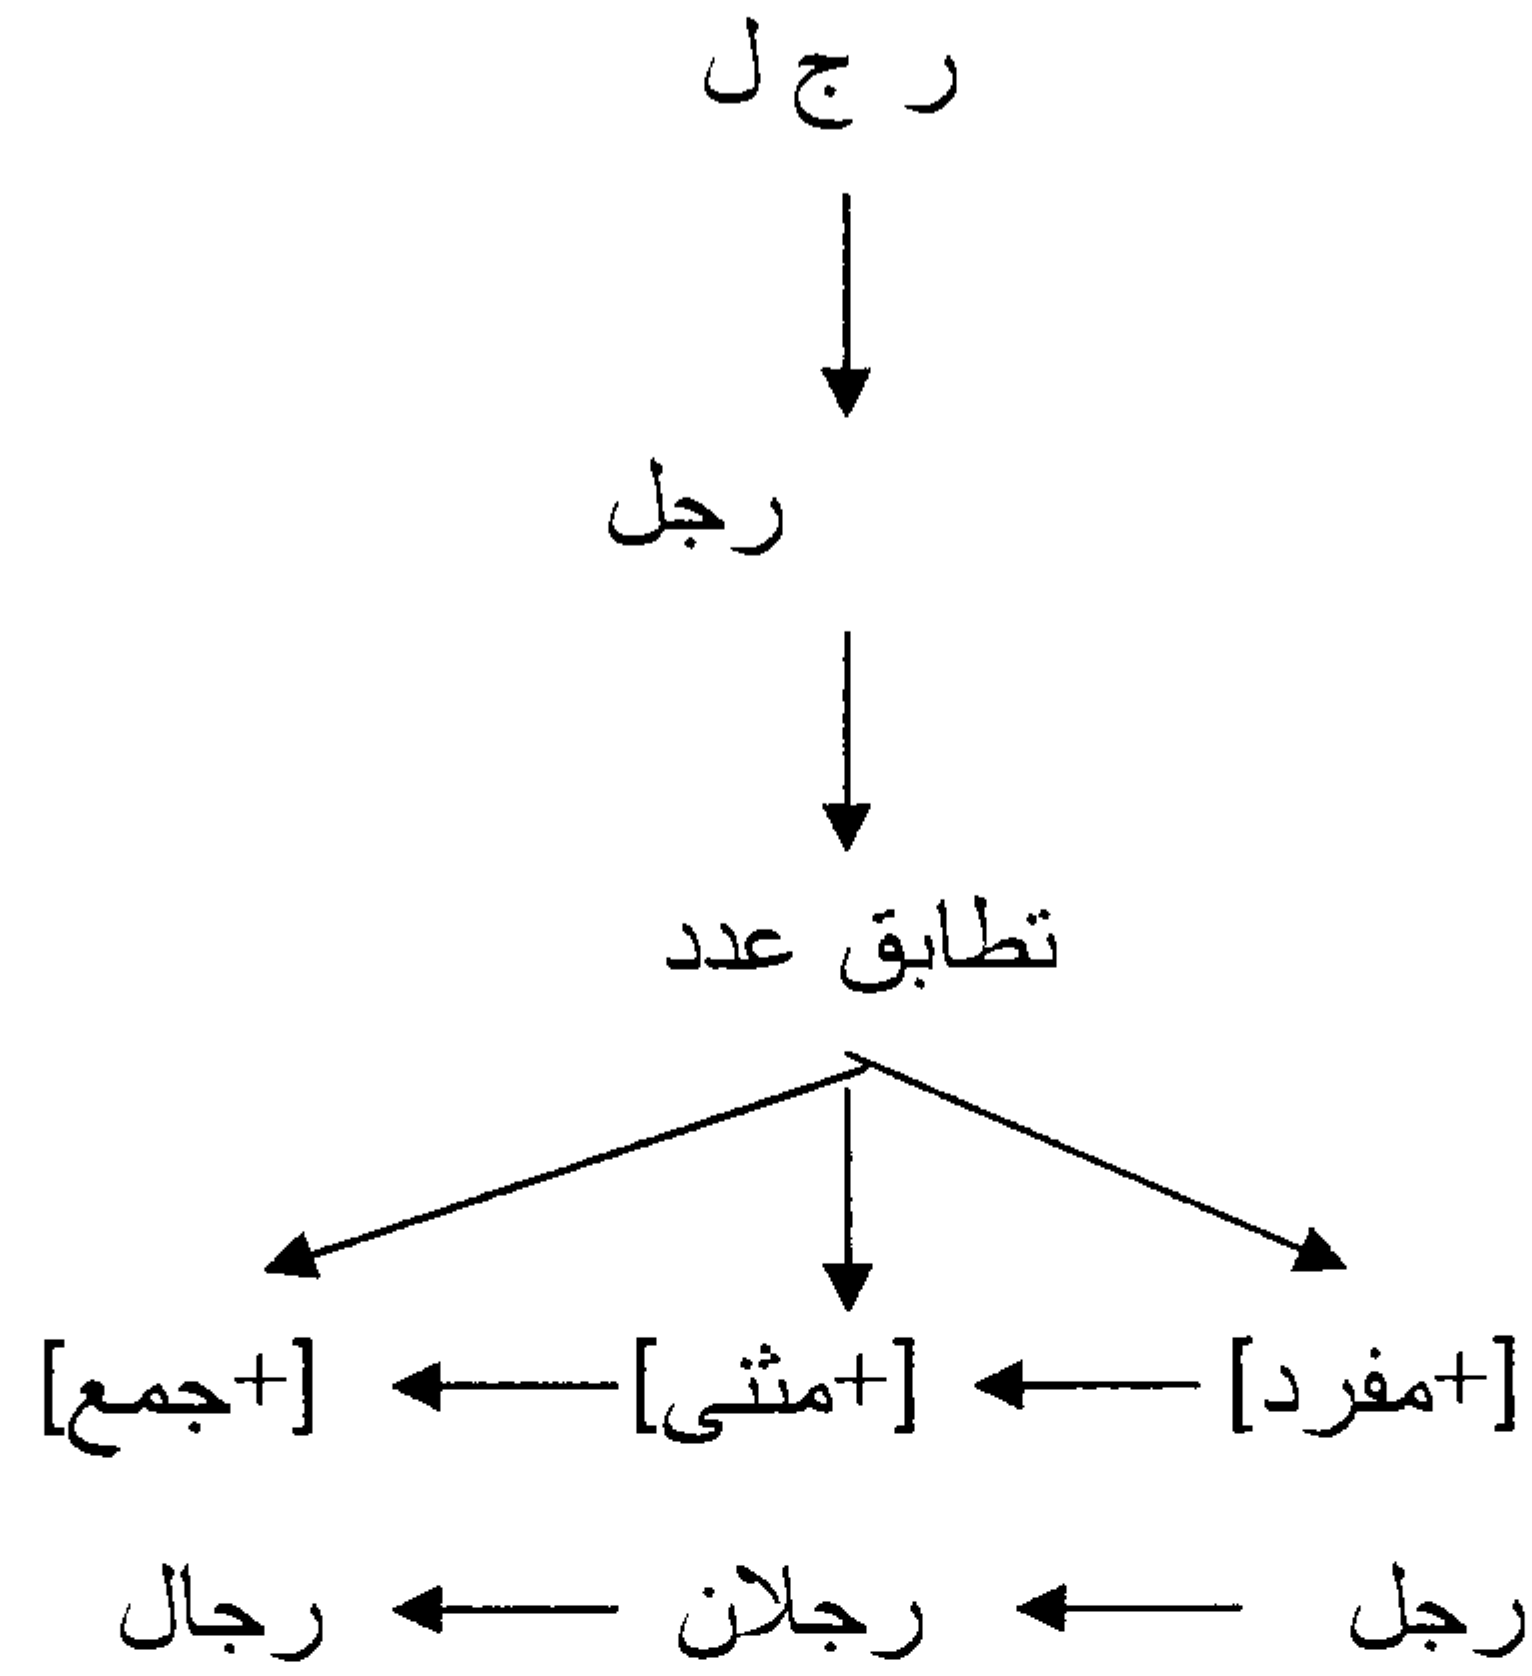 ر ج ل
رجل
تطابق عدد
[+مفرد] [+مثنى] [+جمع]
رجل رجلان رجال